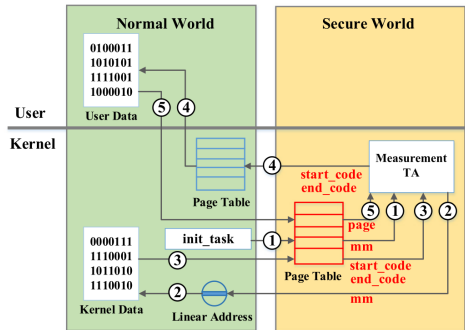 Normal World
Secure World
0100011
1010101
1111001
1000010
User Data
5
4
User
Kernel
Page Table
4
start_code
end_code
Measurement
TA
init_task
1
page
mm
5
1
3
2
0000111
1110001
1011010
1110010
Kernel Data
3
Page Table
start_code
end_code
mm
2
Linear Address